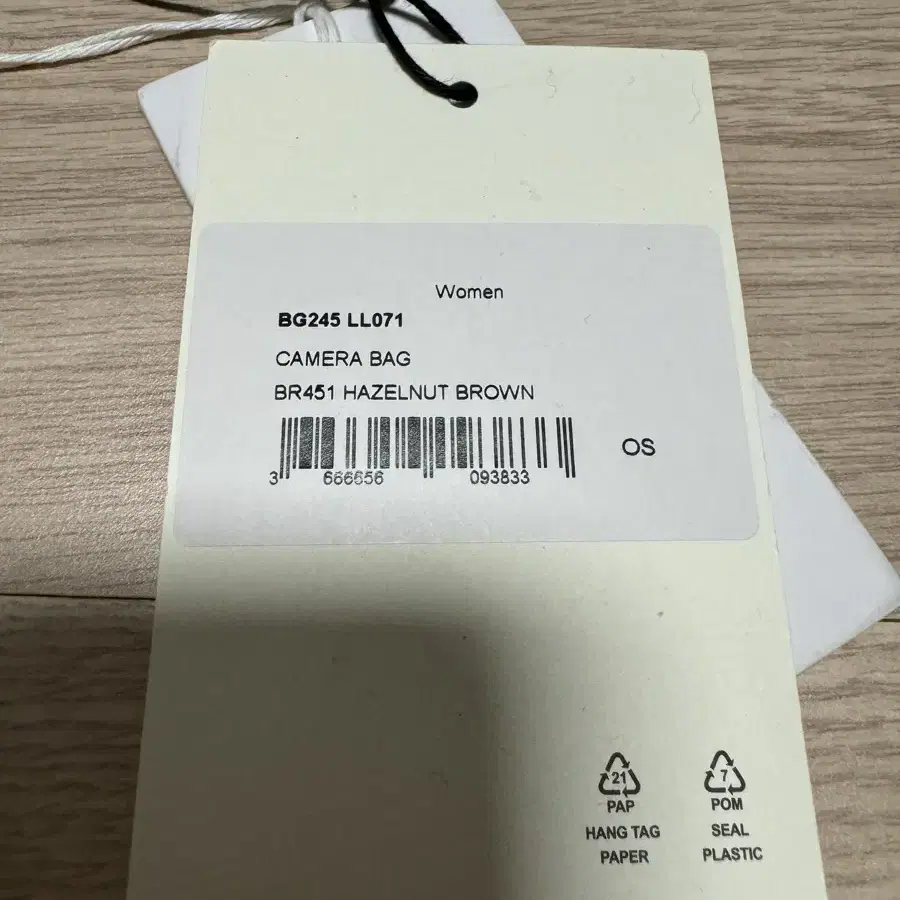 Women
BG245 LL071
CAMERA BAG
BR451 HAZELNUT BROWN
OS
3 666656 093833
21 7
PAP POM
HANG TAG SEAL
PAPER PLASTIC